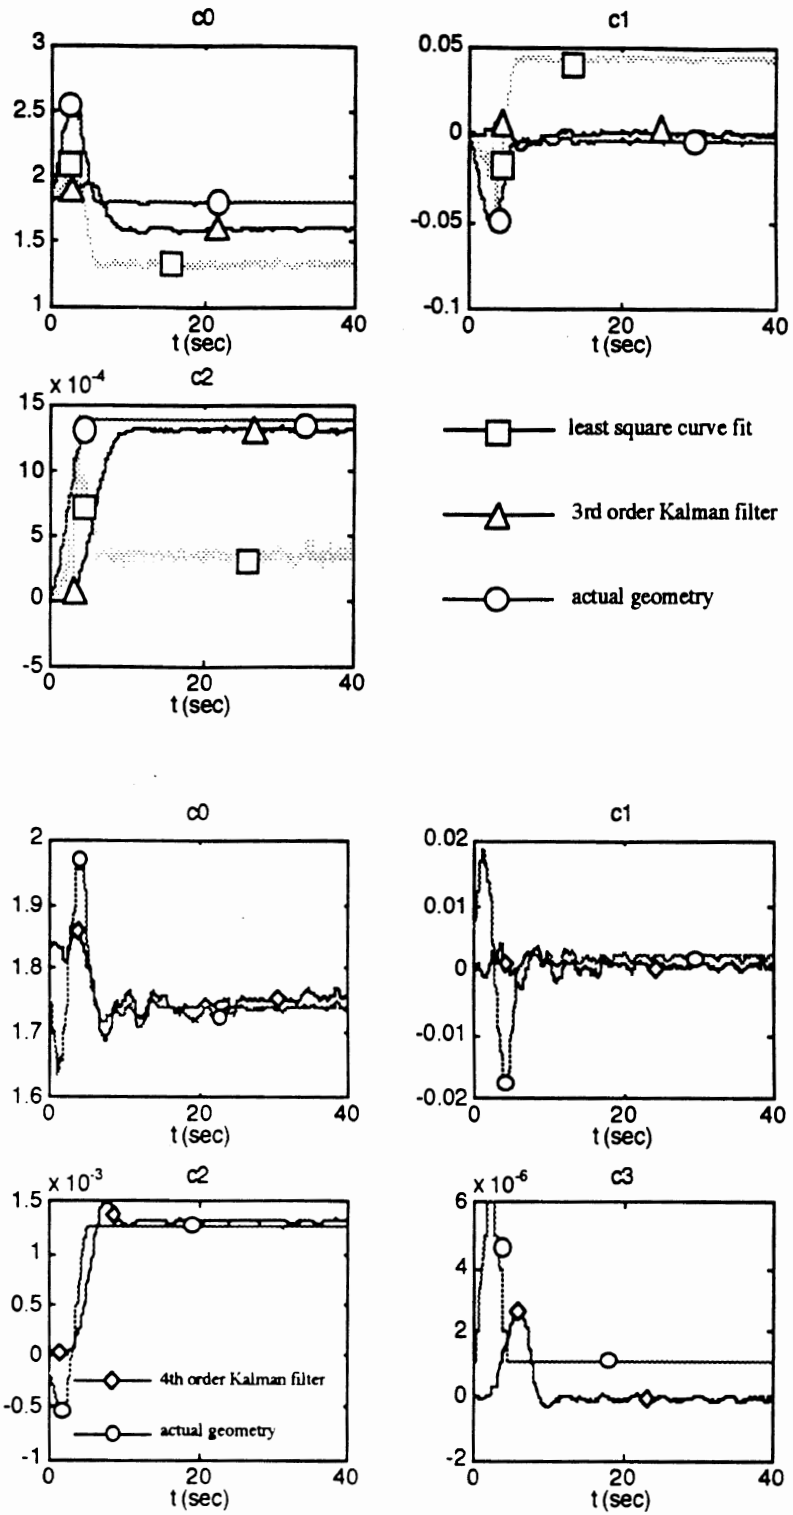 c0
3
2.5
2
1.5
1
0 20 40
t (sec)
c1
0.05
0
-0.05
-0.1
0 20 40
t (sec)
x 10-4
c2
15
10
5
0
-5
0 20 40
t (sec)
least square curve fit
3rd order Kalman filter
actual geometry
c0
2
1.9
1.8
1.7
1.6
0 20 40
t (sec)
c1
0.02
0.01
0
-0.01
-0.02
0 20 40
t (sec)
x 10-3
c2
1.5
1
0.5
0
-0.5
-1
4th order Kalman filter
actual geometry
0 20 40
t (sec)
x 10-6
c3
6
4
2
0
-2
0 20 40
t (sec)